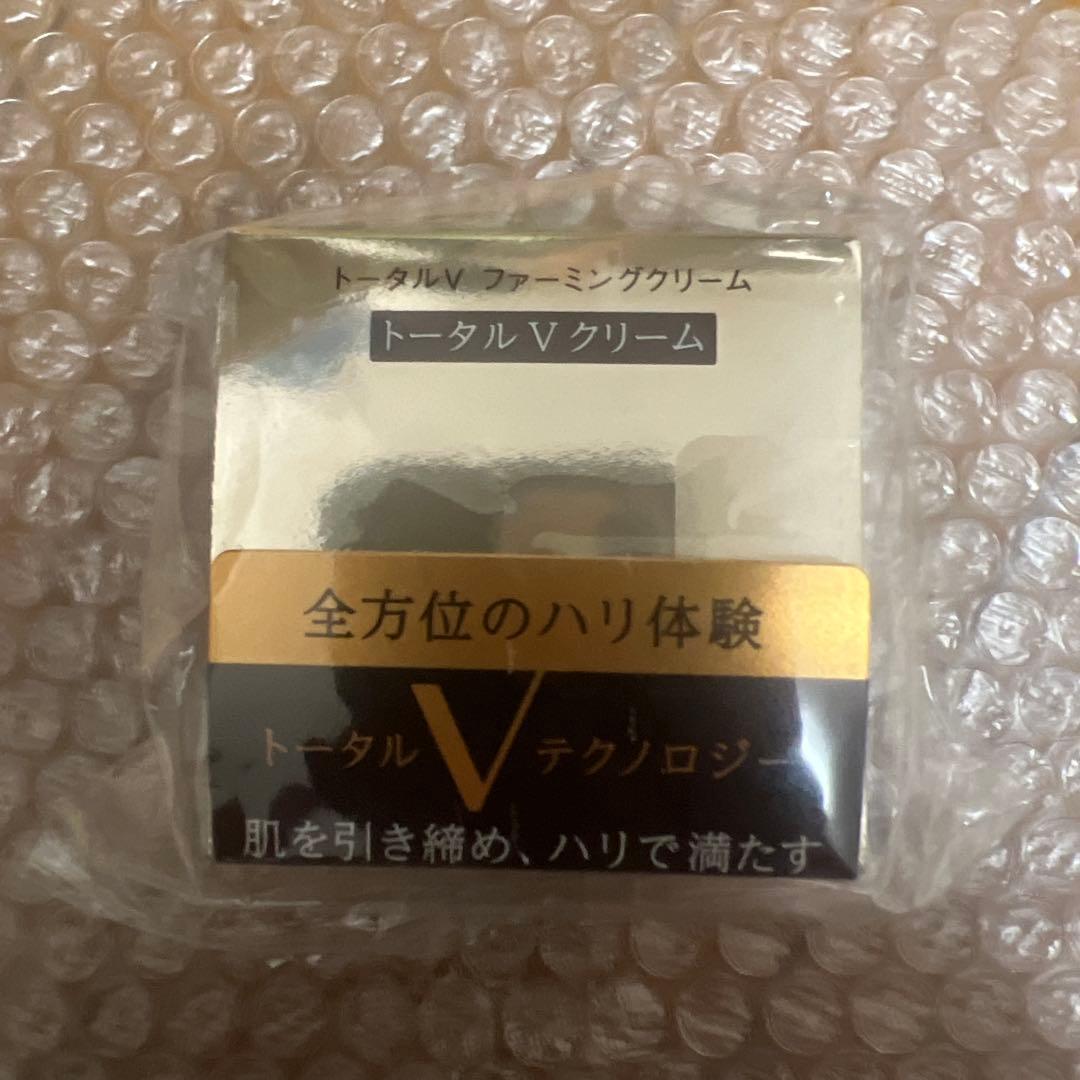 トータルV ファーミングクリーム
トータルVクリーム
全方位のハリ体験
トータルVテクノロジー
肌を引き締め、ハリで満たす